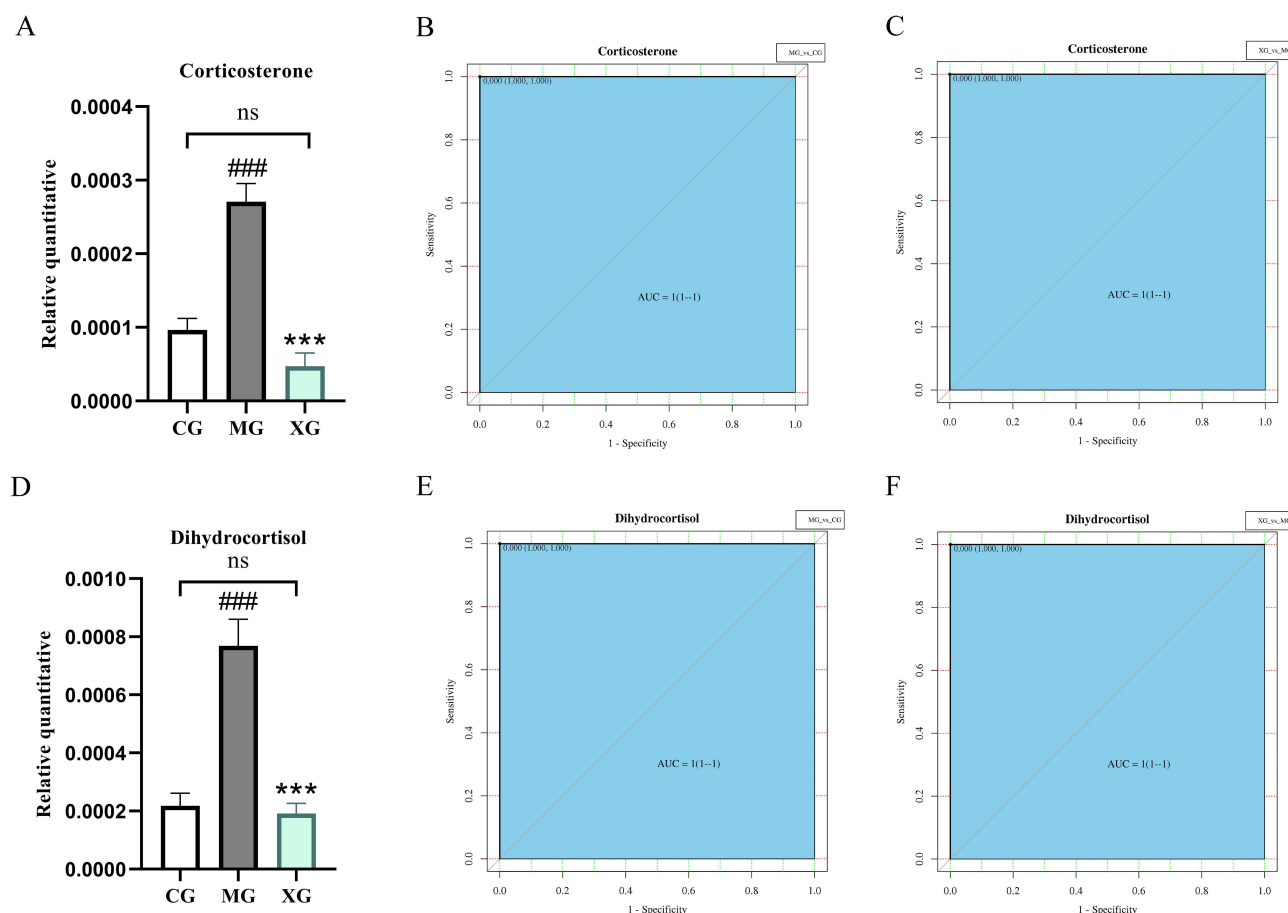 A
Corticosterone
ns
###
***
0.0004
0.0003
0.0002
0.0001
0.0000
Relative quantitative
CG MG XG
B
Corticosterone
MG_vs_CG
0.000 (1.000, 1.000)
AUC = 1(1--1)
1.0
0.8
0.6
0.4
0.2
0.0
Sensitivity
0.0 0.2 0.4 0.6 0.8 1.0
1 - Specificity
C
Corticosterone
XG_vs_M
0.000 (1.000, 1.000)
AUC = 1(1--1)
1.0
0.8
0.6
0.4
0.2
0.0
Sensitivity
0.0 0.2 0.4 0.6 0.8 1.0
1 - Specificity
D
Dihydrocortisol
ns
###
***
0.0010
0.0008
0.0006
0.0004
0.0002
0.0000
Relative quantitative
CG MG XG
E
Dihydrocortisol
MG_vs_CG
0.000 (1.000, 1.000)
AUC = 1(1--1)
1.0
0.8
0.6
0.4
0.2
0.0
Sensitivity
0.0 0.2 0.4 0.6 0.8 1.0
1 - Specificity
F
Dihydrocortisol
XG_vs_M
0.000 (1.000, 1.000)
AUC = 1(1--1)
1.0
0.8
0.6
0.4
0.2
0.0
Sensitivity
0.0 0.2 0.4 0.6 0.8 1.0
1 - Specificity